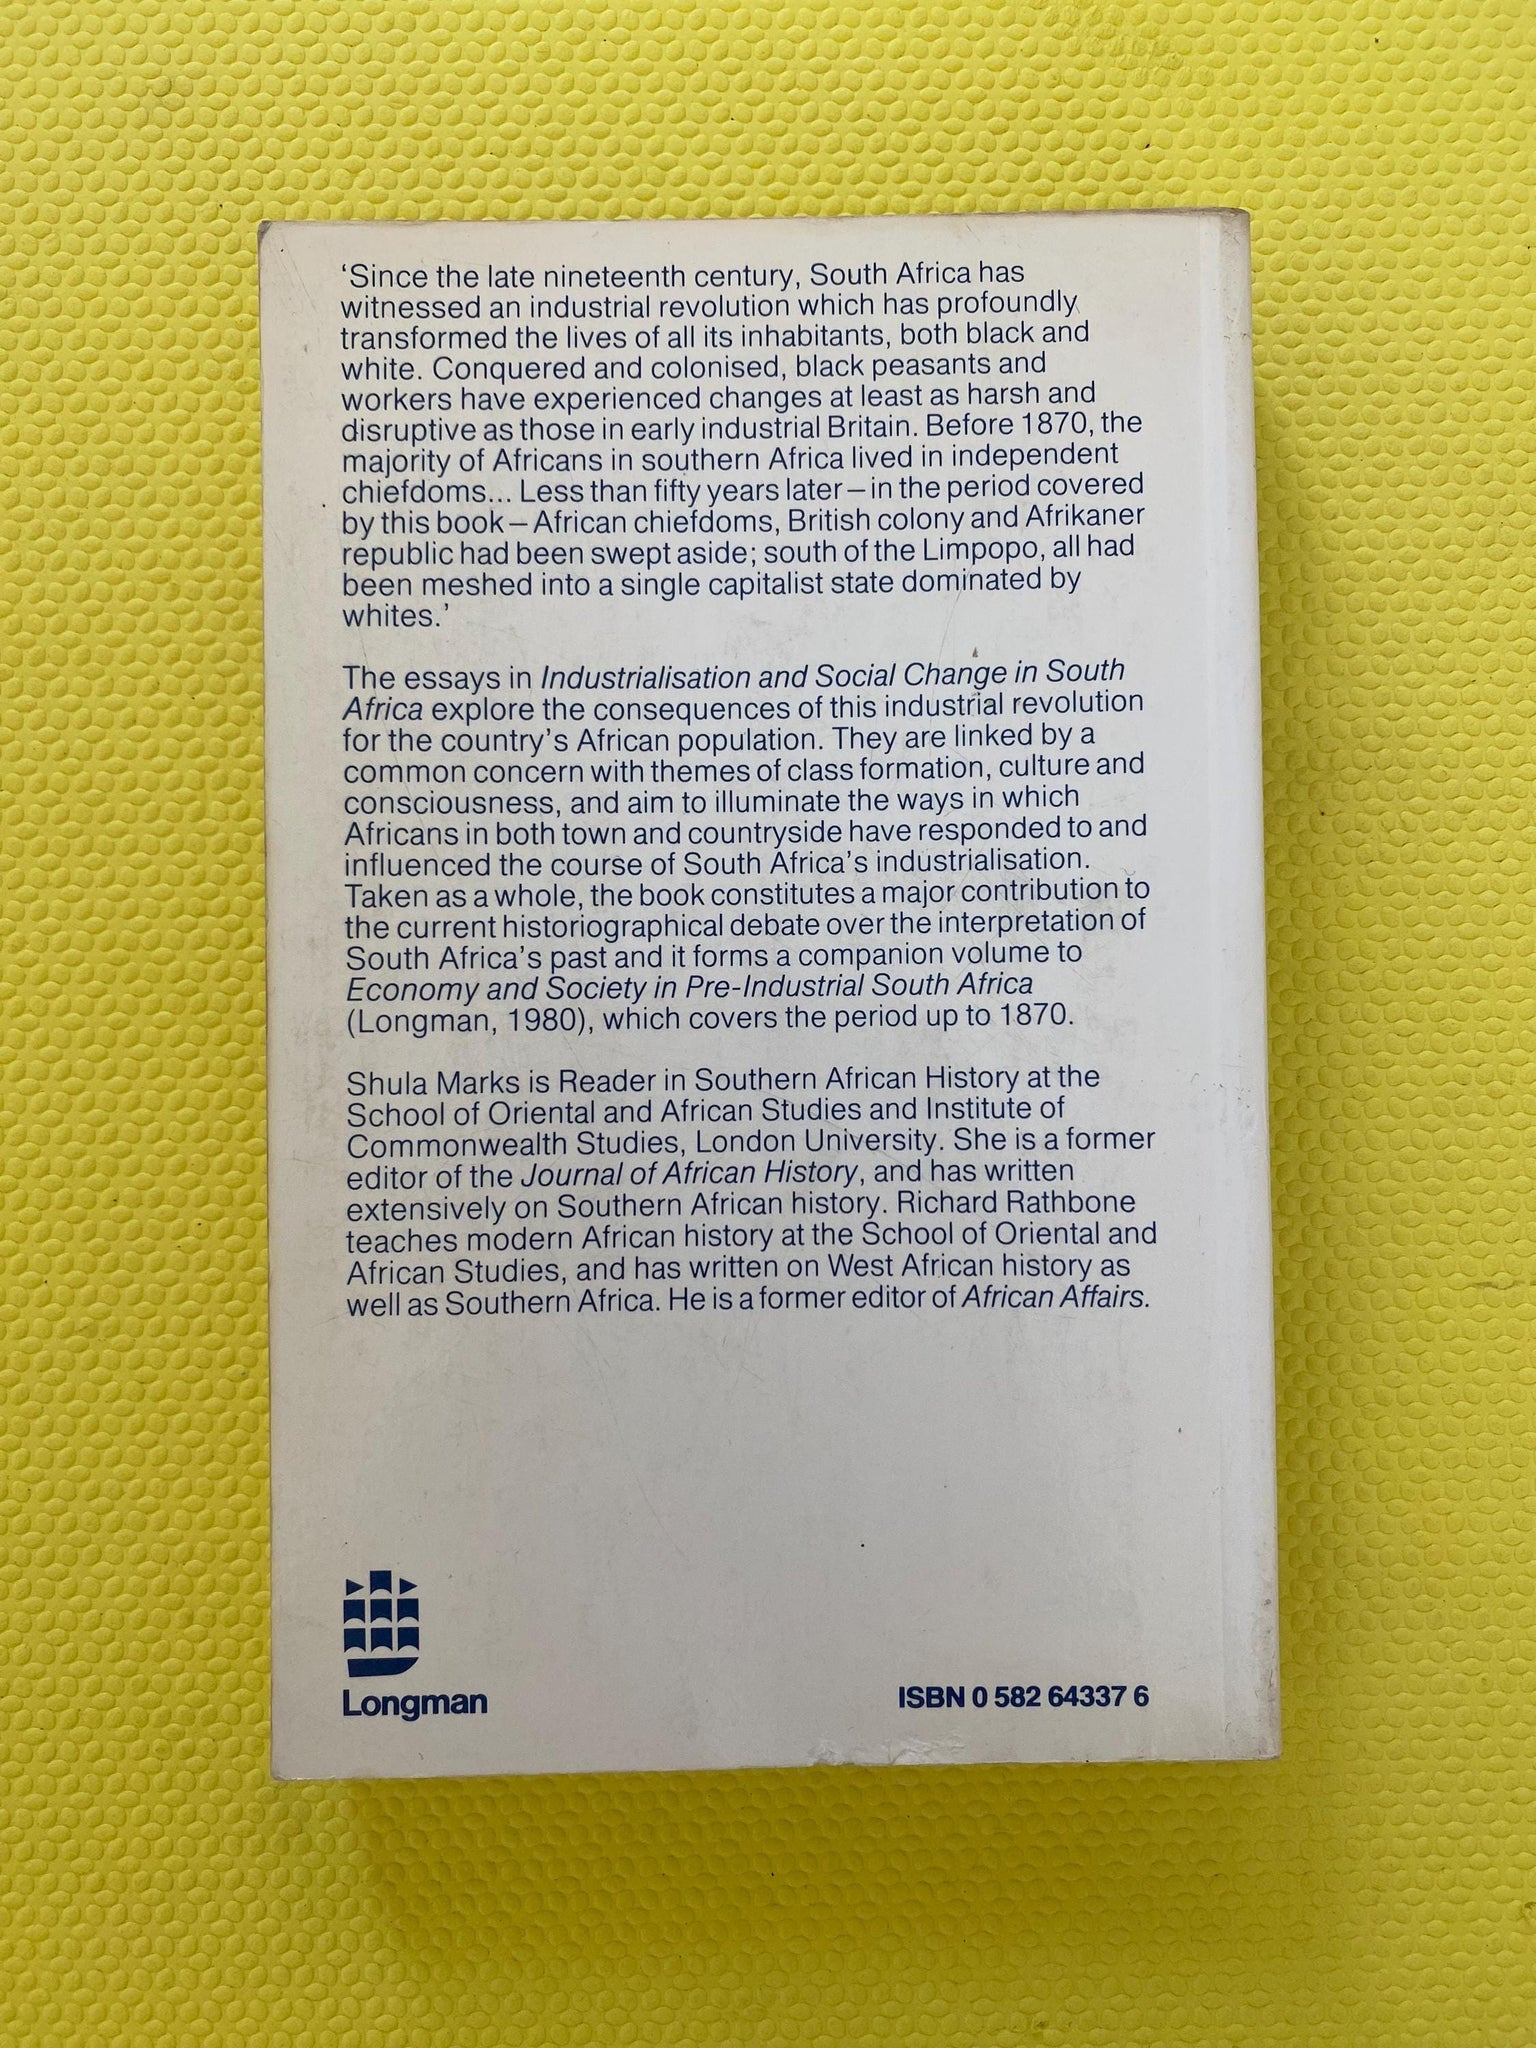 ‘Since the late nineteenth century, South Africa has
witnessed an industrial revolution which has profoundly
transformed the lives of all its inhabitants, both black and
white. Conquered and colonised, black peasants and
workers have experienced changes at least as harsh and
disruptive as those in early industrial Britain. Before 1870, the
majority of Africans in southern Africa lived in independent
chiefdoms... Less than fifty years later – in the period covered
by this book – African chiefdoms, British colony and Afrikaner
republic had been swept aside; south of the Limpopo, all had
been meshed into a single capitalist state dominated by
whites.’
The essays in Industrialisation and Social Change in South
Africa explore the consequences of this industrial revolution
for the country’s African population. They are linked by a
common concern with themes of class formation, culture and
consciousness, and aim to illuminate the ways in which
Africans in both town and countryside have responded to and
influenced the course of South Africa’s industrialisation.
Taken as a whole, the book constitutes a major contribution to
the current historiographical debate over the interpretation of
South Africa’s past and it forms a companion volume to
Economy and Society in Pre-Industrial South Africa
(Longman, 1980), which covers the period up to 1870.
Shula Marks is Reader in Southern African History at the
School of Oriental and African Studies and Institute of
Commonwealth Studies, London University. She is a former
editor of the Journal of African History, and has written
extensively on Southern African history. Richard Rathbone
teaches modern African history at the School of Oriental and
African Studies, and has written on West African history as
well as Southern Africa. He is a former editor of African Affairs.
Longman
ISBN 0 582 64337 6